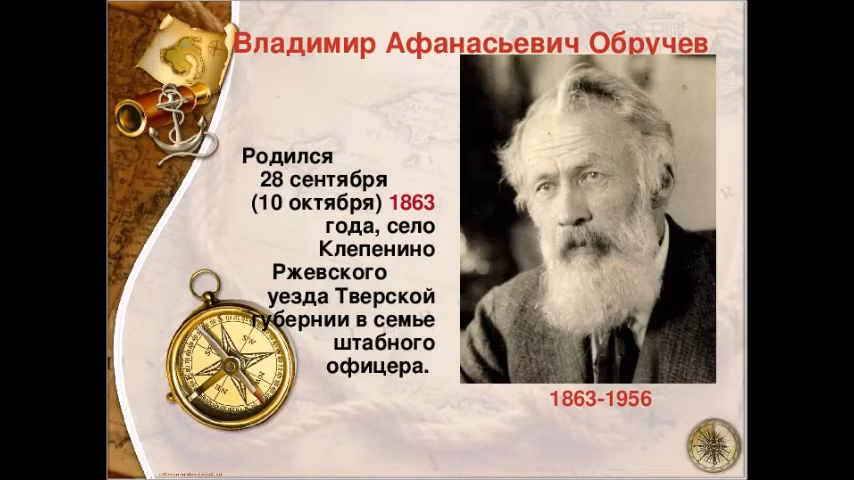 Владимир Афанасьевич Обручев
Родился
28 сентября
(10 октября) 1863
года, село
Клепенино
Ржевского
уезда Тверской
губернии в семье
штабного
офицера.
1863-1956